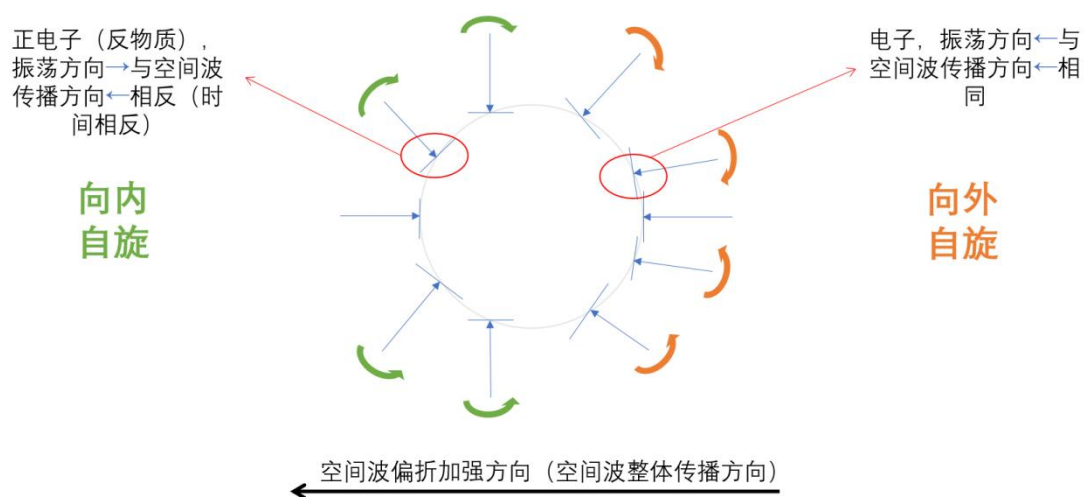 正电子（反物质），
振荡方向→与空间波
传播方向←相反（时
间相反）
电子，振荡方向←与
空间波传播方向←相
同
向内
自旋
向外
自旋
空间波偏折加强方向（空间波整体传播方向）